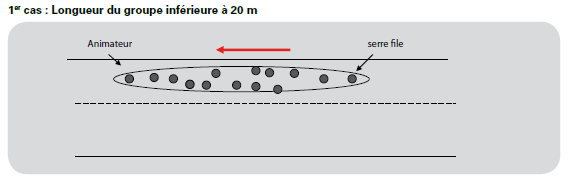 1er cas : Longueur du groupe inférieure à 20 m
Animateur
serre file